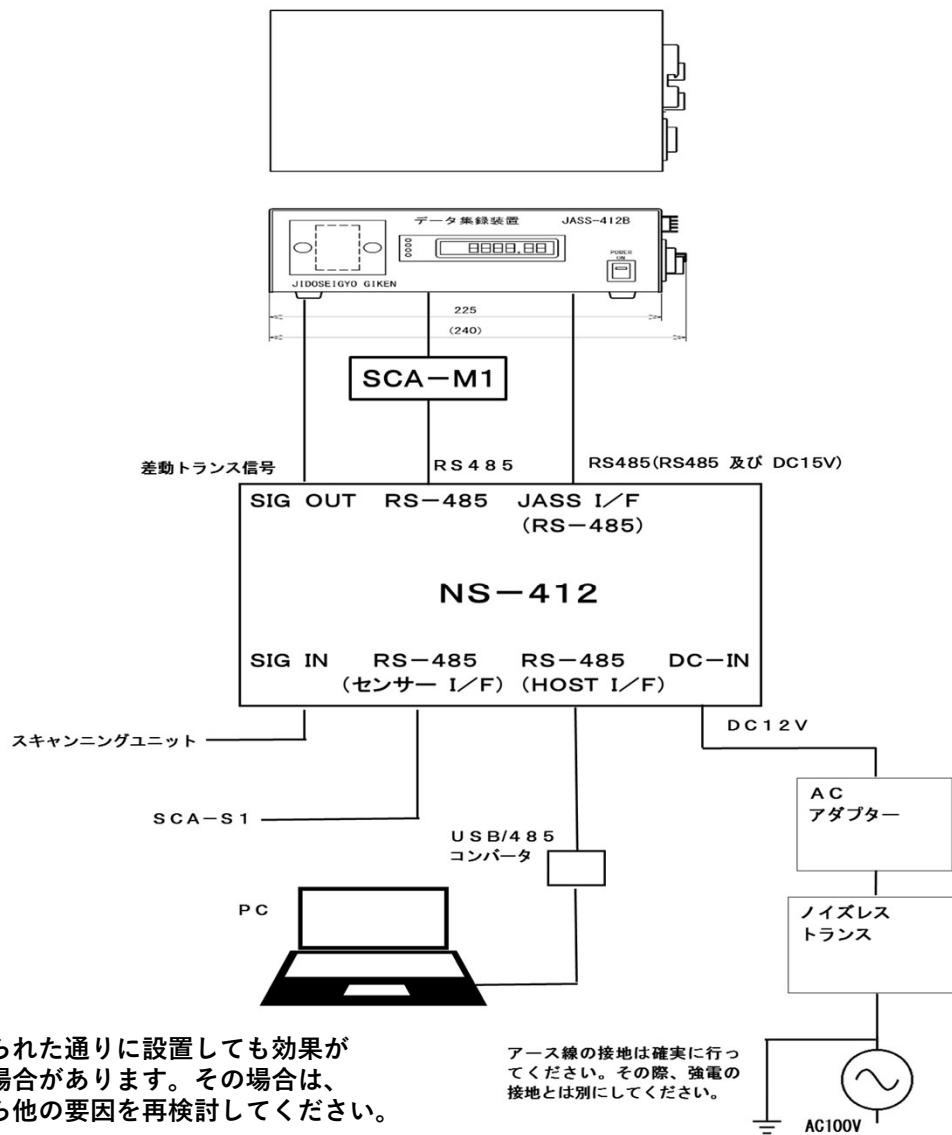 データ集録装置 JASS-412B
8888.88
POWER
ON
JIDOSEIGYO GIKEN
225
(240)
SCA-M1
差動トランス信号
RS485
RS485(RS485 及び DC15V)
SIG OUT RS-485 JASS I/F
(RS-485)
NS-412
SIG IN RS-485 RS-485 DC-IN
(センサー I/F) (HOST I/F)
スキャンニングユニット
DC12V
SCA-S1
AC
アダプター
USB/485
コンバータ
PC
ノイズレス
トランス
られた通りに設置しても効果が
場合があります。その場合は、
ら他の要因を再検討してください。
アース線の接地は確実に行っ
てください。その際、強電の
接地とは別にしてください。
AC100V